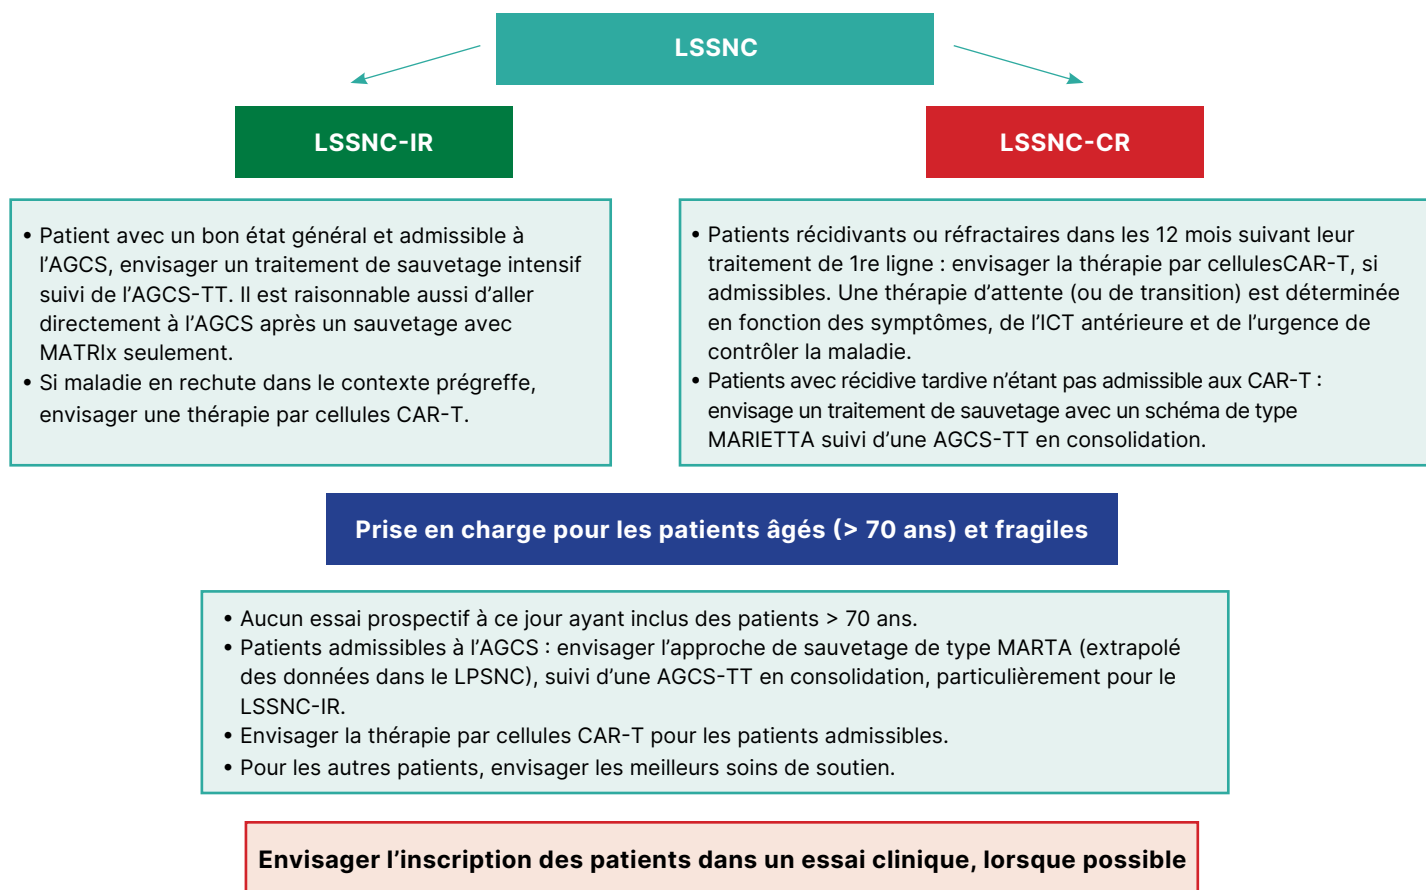 LSSNC
LSSNC-IR
LSSNC-CR
• Patient avec un bon état général et admissible à
l’AGCS, envisager un traitement de sauvetage intensif
suivi de l’AGCS-TT. Il est raisonnable aussi d’aller
directement à l’AGCS après un sauvetage avec
MATRIx seulement.
• Si maladie en rechute dans le contexte prégreffe,
envisager une thérapie par cellules CAR-T.
• Patients récidivants ou réfractaires dans les 12 mois suivant leur
traitement de 1re ligne : envisager la thérapie par cellulesCAR-T, si
admissibles. Une thérapie d’attente (ou de transition) est déterminée
en fonction des symptômes, de l’ICT antérieure et de l’urgence de
contrôler la maladie.
• Patients avec récidive tardive n’étant pas admissible aux CAR-T :
envisage un traitement de sauvetage avec un schéma de type
MARIETTA suivi d’une AGCS-TT en consolidation.
Prise en charge pour les patients âgés (> 70 ans) et fragiles
• Aucun essai prospectif à ce jour ayant inclus des patients > 70 ans.
• Patients admissibles à l’AGCS : envisager l’approche de sauvetage de type MARTA (extrapolé
des données dans le LPSNC), suivi d’une AGCS-TT en consolidation, particulièrement pour le
LSSNC-IR.
• Envisager la thérapie par cellules CAR-T pour les patients admissibles.
• Pour les autres patients, envisager les meilleurs soins de soutien.
Envisager l’inscription des patients dans un essai clinique, lorsque possible